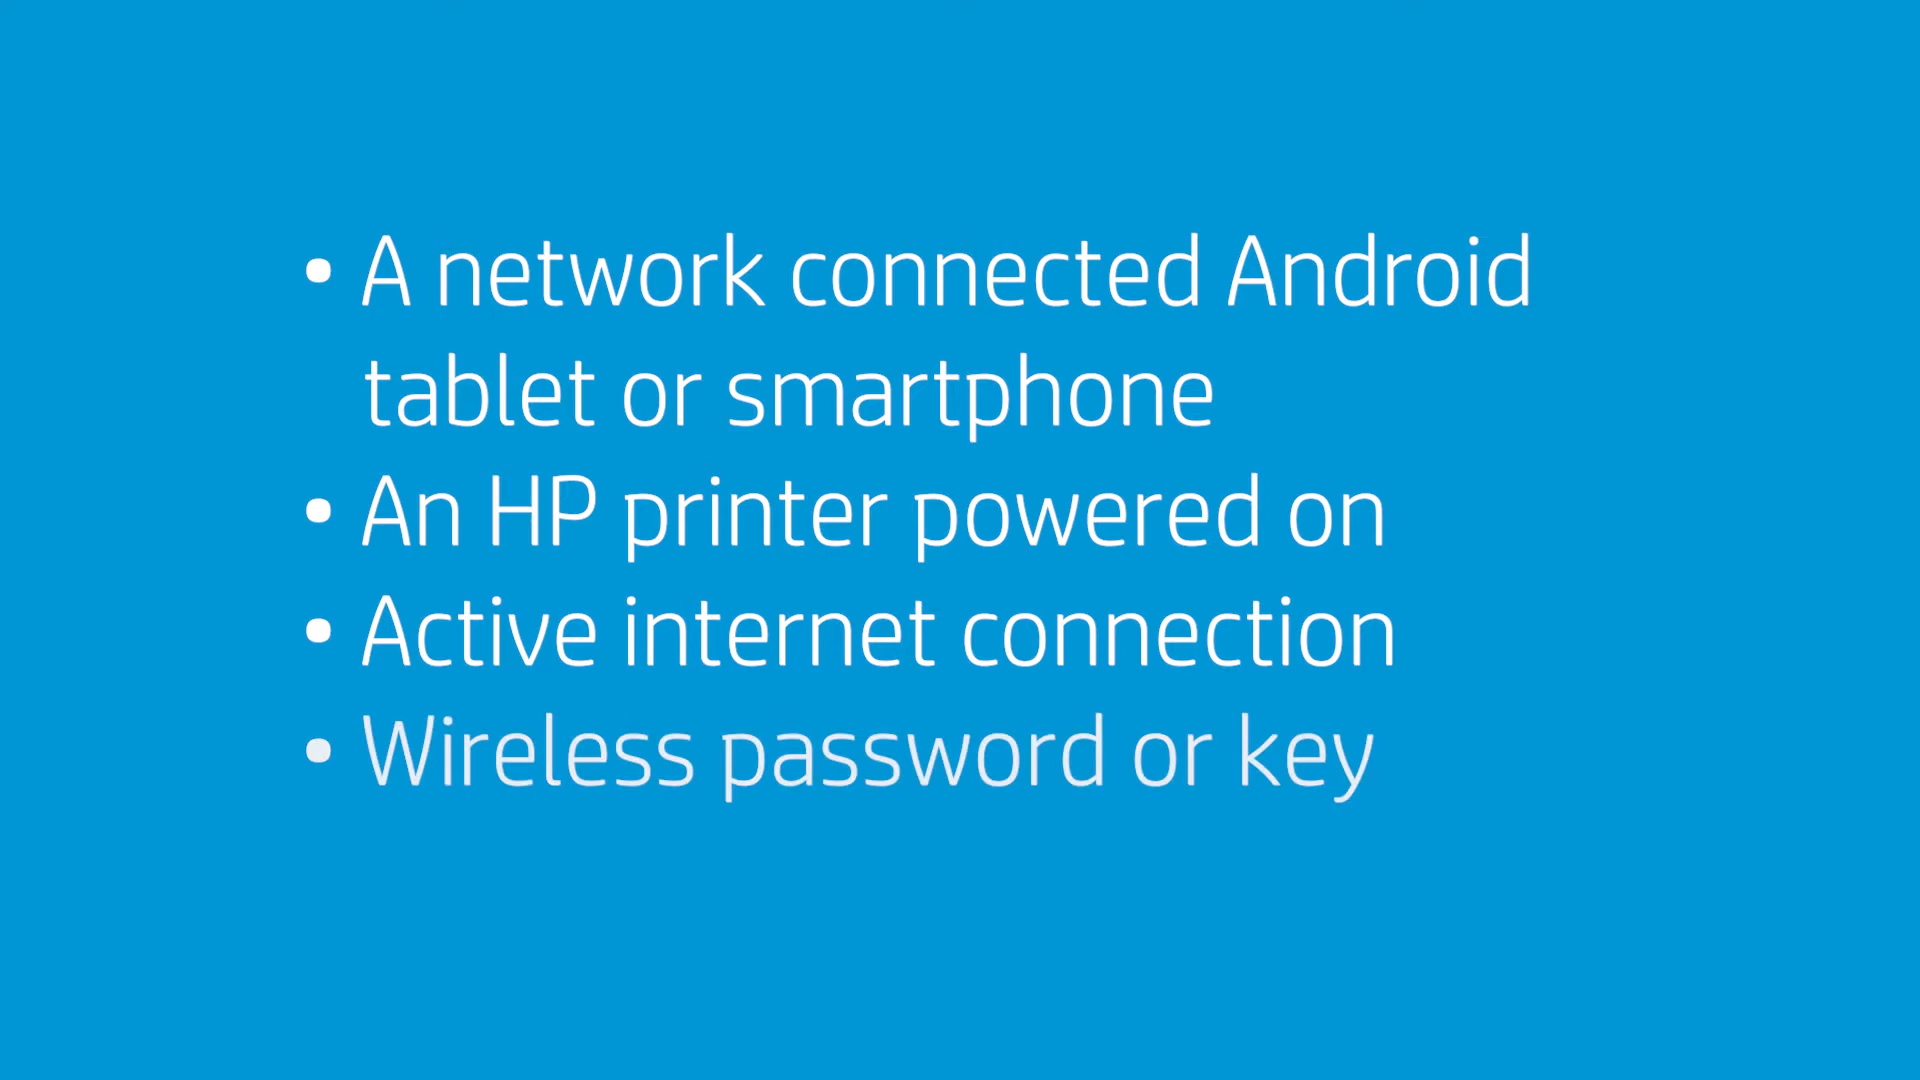 • A network connected Android
tablet or smartphone
• An HP printer powered on
• Active internet connection
• Wireless password or key